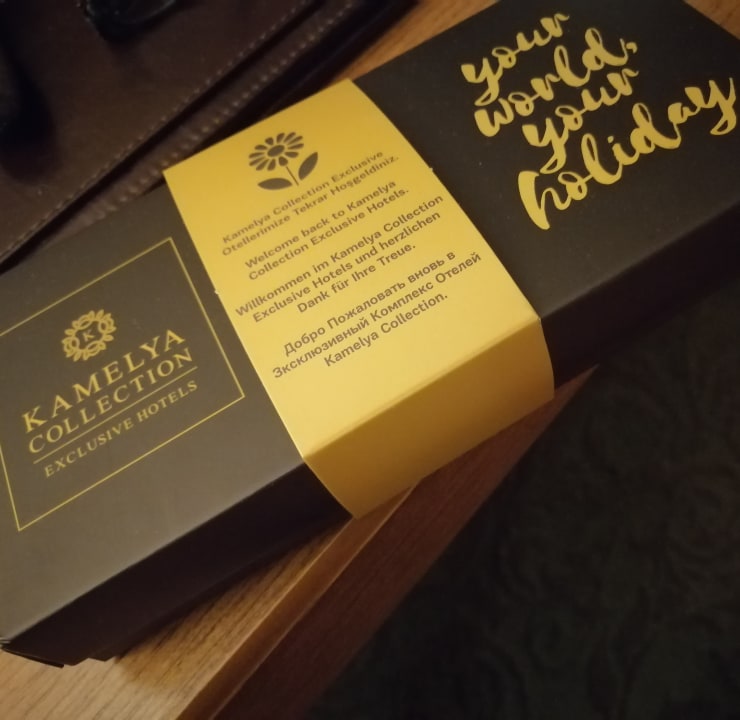 K
KAMELYA
COLLECTION
EXCLUSIVE HOTELS
Kamelya Collection Exclusive
Otellerimize Tekrar Hoşgeldiniz.
Welcome back to Kamelya
Collection Exclusive Hotels.
Willkommen im Kamelya Collection
Exclusive Hotels und herzlichen
Dank für Ihre Treue.
Добро Пожаловать вновь в
Зксклюзивный Комплекс Отелей
Kamelya Collection.
your
world,
your
holiday